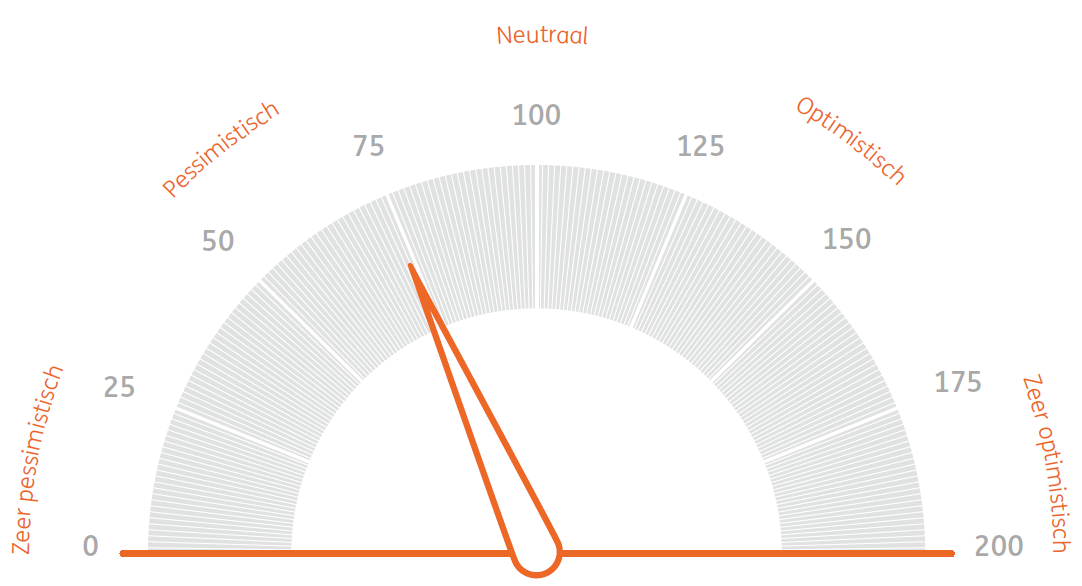 Neutraal
Pessimistisch
Optimistisch
100
75
125
50
150
25
175
Zeer pessimistisch
Zeer optimistisch
0
200